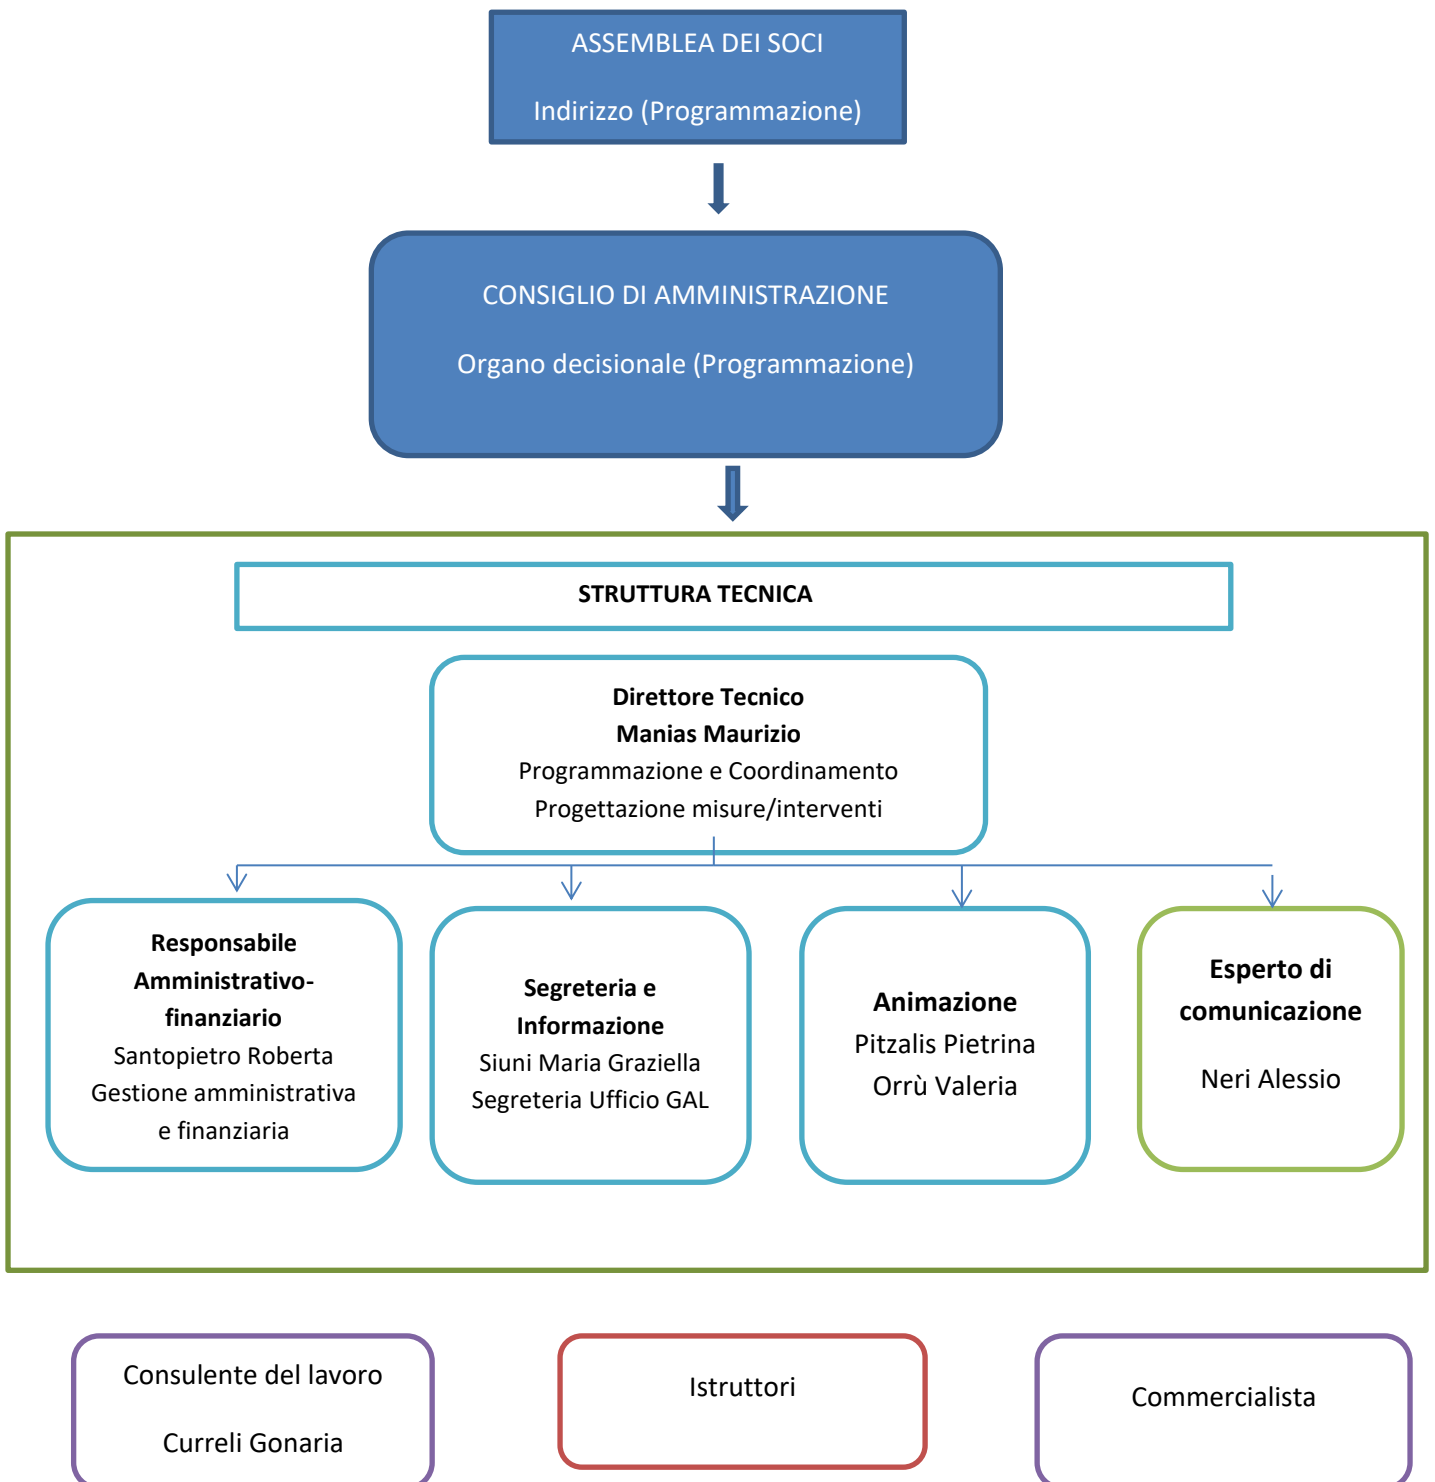 ASSEMBLEA DEI SOCI
Indirizzo (Programmazione)
CONSIGLIO DI AMMINISTRAZIONE
Organo decisionale (Programmazione)
STRUTTURA TECNICA
Direttore Tecnico
Manias Maurizio
Programmazione e Coordinamento
Progettazione misure/interventi
Responsabile
Amministrativo-
finanziario
Santopietro Roberta
Gestione amministrativa
e finanziaria
Segreteria e
Informazione
Siuni Maria Graziella
Segreteria Ufficio GAL
Animazione
Pitzalis Pietrina
Orrù Valeria
Esperto di
comunicazione
Neri Alessio
Consulente del lavoro
Curreli Gonaria
Istruttori
Commercialista